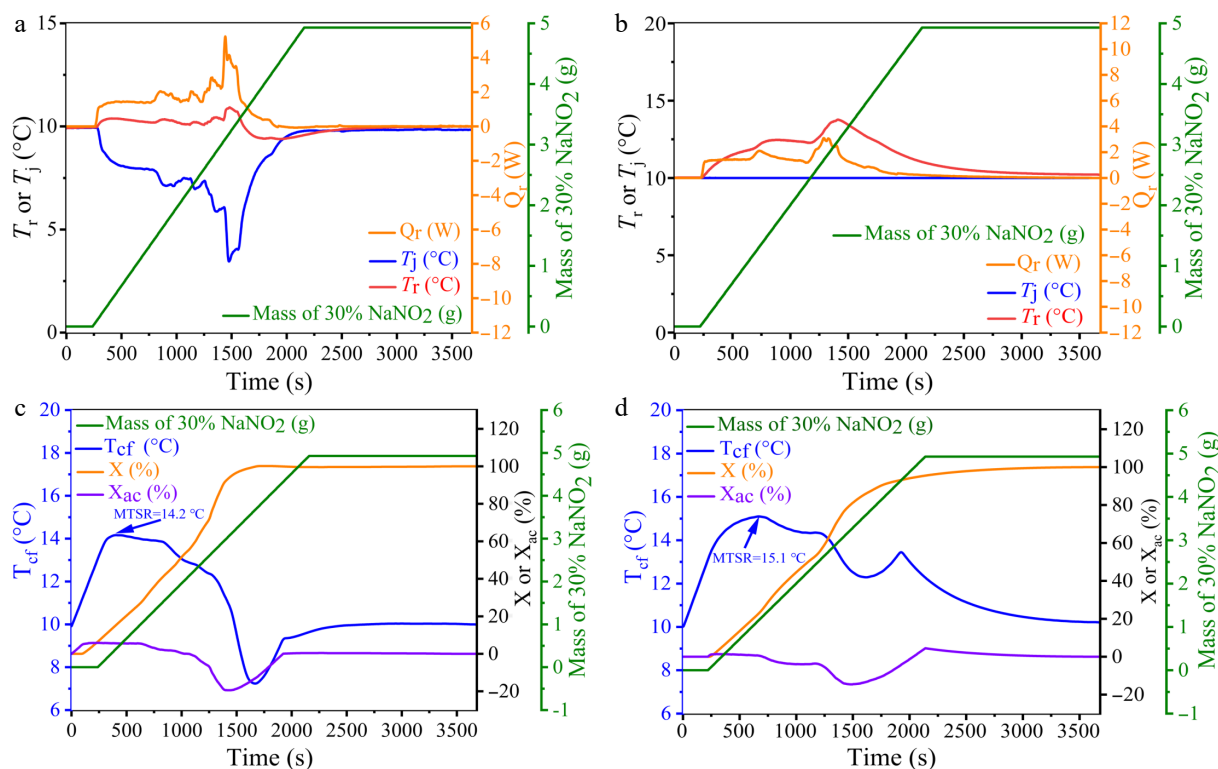 a
T_r or T_j (°C)
15
10
5
0
Q_r (W)
6
4
2
0
−2
−4
−6
−8
−10
−12
Mass of 30% NaNO2 (g)
5
4
3
2
1
0
Qr (W)
Tj (°C)
Tr (°C)
Mass of 30% NaNO2 (g)
0 500 1000 1500 2000 2500 3000 3500
Time (s)
b
Tr or Tj (°C)
20
15
10
5
0
Qr (W)
12
10
8
6
4
2
0
−2
−4
−6
−8
−10
−12
Mass of 30% NaNO2 (g)
5
4
3
2
1
0
Mass of 30% NaNO2 (g)
Qr (W)
Tj (°C)
Tr (°C)
0 500 1000 1500 2000 2500 3000 3500
Time (s)
c
Tcf (°C)
20
18
16
14
12
10
8
6
Mass of 30% NaNO2 (g)
Tcf (°C)
X (%)
Xac (%)
MTSR=14.2 °C
X or Xac (%)
120
100
80
60
40
20
0
−20
Mass of 30% NaNO2 (g)
6
5
4
3
2
1
0
−1
0 500 1000 1500 2000 2500 3000 3500
Time (s)
d
Tcf (°C)
20
18
16
14
12
10
8
6
Mass of 30% NaNO2 (g)
Tcf (°C)
X (%)
Xac (%)
MTSR=15.1 °C
X or Xac (%)
120
100
80
60
40
20
0
−20
Mass of 30% NaNO2 (g)
6
5
4
3
2
1
0
−1
0 500 1000 1500 2000 2500 3000 3500
Time (s)